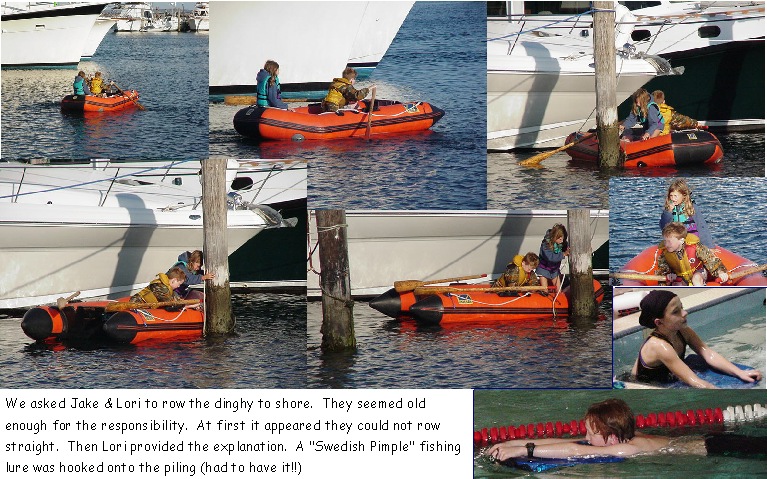 We asked Jake & Lori to row the dinghy to shore.  They seemed old
enough for the responsibility.  At first it appeared they could not row
straight.  Then Lori provided the explanation.  A "Swedish Pimple" fishing
lure was hooked onto the piling (had to have it!!)